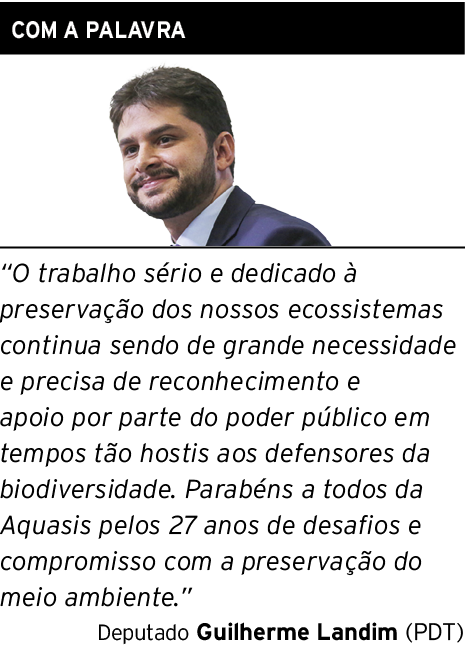 COM A PALAVRA
“O trabalho sério e dedicado à
preservação dos nossos ecossistemas
continua sendo de grande necessidade
e precisa de reconhecimento e
apoio por parte do poder público em
tempos tão hostis aos defensores da
biodiversidade. Parabéns a todos da
Aquasis pelos 27 anos de desafios e
compromisso com a preservação do
meio ambiente.”
Deputado Guilherme Landim (PDT)